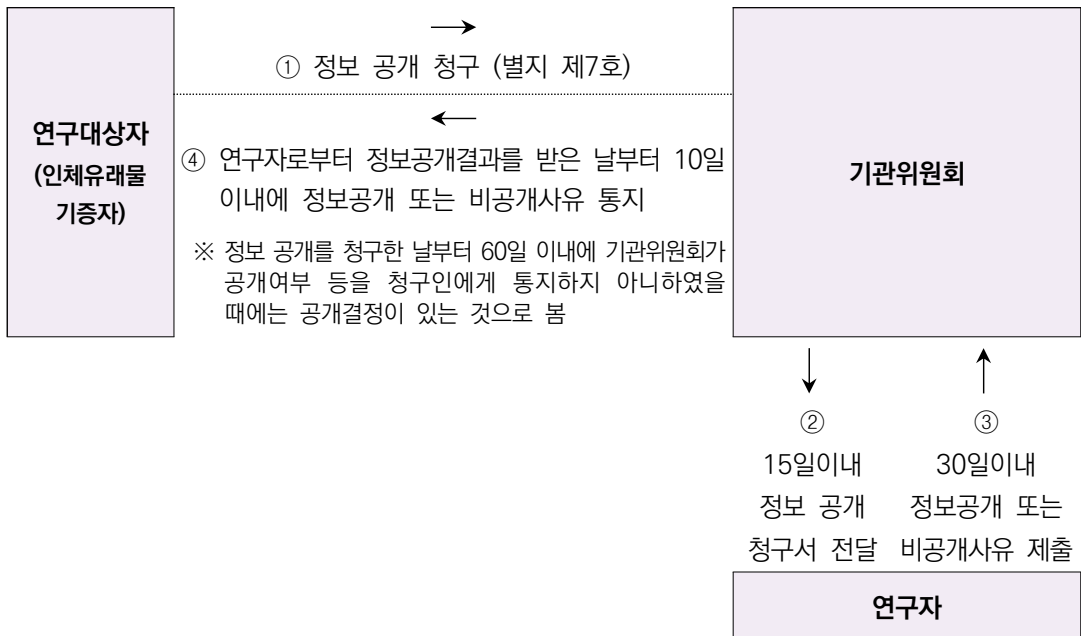 연구대상자
(인체유래물
기증자)
→
① 정보 공개 청구 (별지 제7호)
←
④ 연구자로부터 정보공개결과를 받은 날부터 10일
이내에 정보공개 또는 비공개사유 통지
※ 정보 공개를 청구한 날부터 60일 이내에 기관위원회가
공개여부 등을 청구인에게 통지하지 아니하였을
때에는 공개결정이 있는 것으로 봄
기관위원회
↓
②
15일이내
정보 공개
청구서 전달
↑
③
30일이내
정보공개 또는
비공개사유 제출
연구자